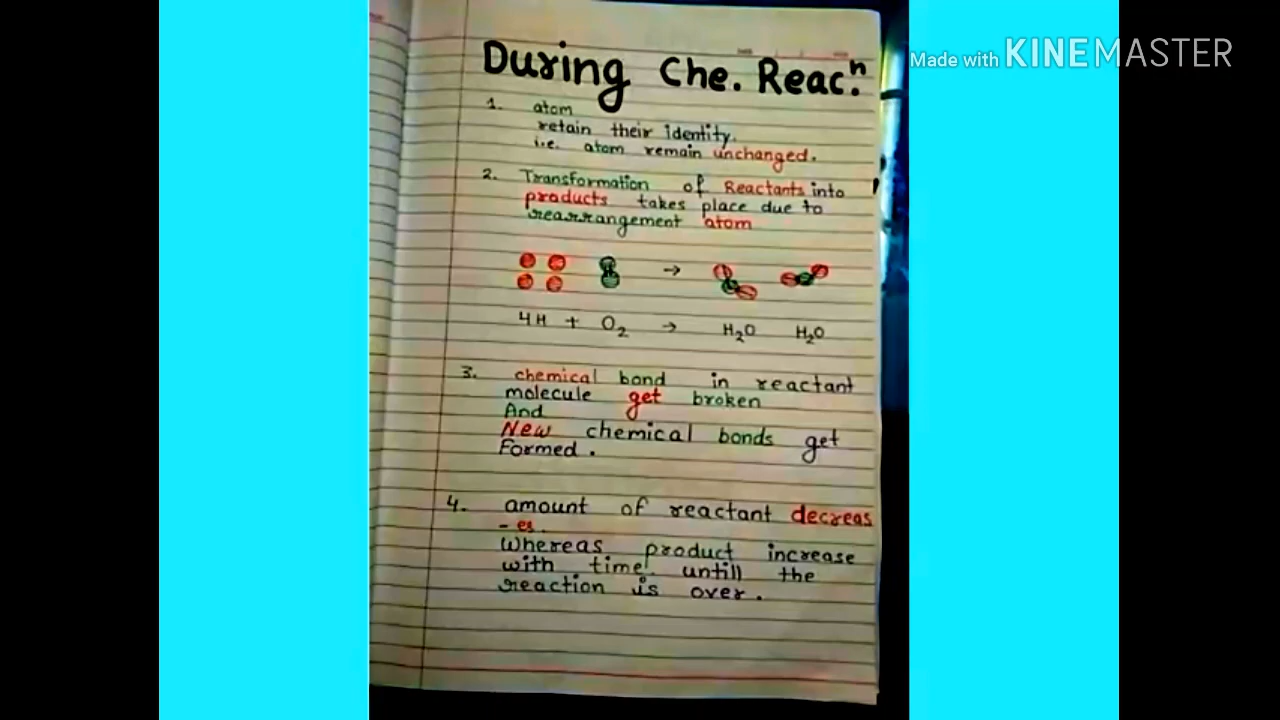 Made with KINEMASTER
During Che. Reac.ⁿ
1. atom
retain their identity.
i.e. atom remain unchanged.
2. Transformation of Reactants into
products takes place due to
rearrangement atom
4H + O₂ → H₂O H₂O
3. chemical bond in reactant
molecule get broken
And
New chemical bonds get
Formed.
4. amount of reactant decreas
- es.
Whereas product increase
with time untill the
reaction is over.